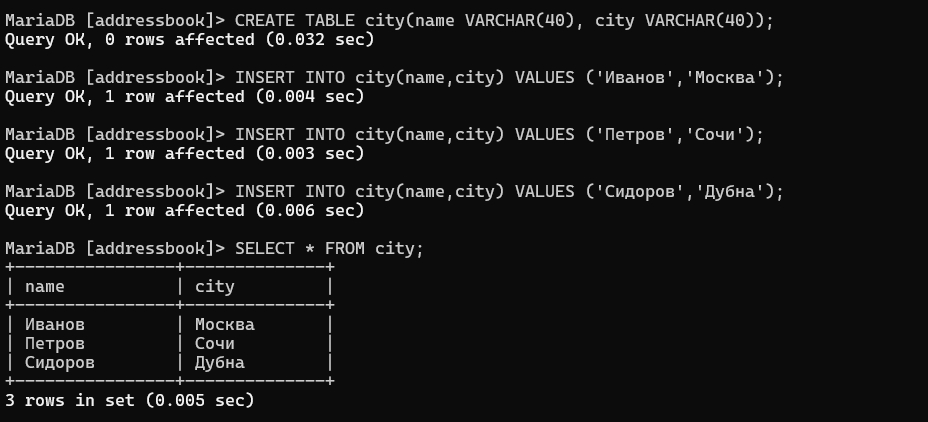 MariaDB [addressbook]> CREATE TABLE city(name VARCHAR(40), city VARCHAR(40));
Query OK, 0 rows affected (0.032 sec)
MariaDB [addressbook]> INSERT INTO city(name,city) VALUES ('Иванов','Москва');
Query OK, 1 row affected (0.004 sec)
MariaDB [addressbook]> INSERT INTO city(name,city) VALUES ('Петров','Сочи');
Query OK, 1 row affected (0.003 sec)
MariaDB [addressbook]> INSERT INTO city(name,city) VALUES ('Сидоров','Дубна');
Query OK, 1 row affected (0.006 sec)
MariaDB [addressbook]> SELECT * FROM city;
+----------------+--------------+
| name           | city         |
+----------------+--------------+
| Иванов         | Москва       |
| Петров         | Сочи         |
| Сидоров        | Дубна        |
+----------------+--------------+
3 rows in set (0.005 sec)